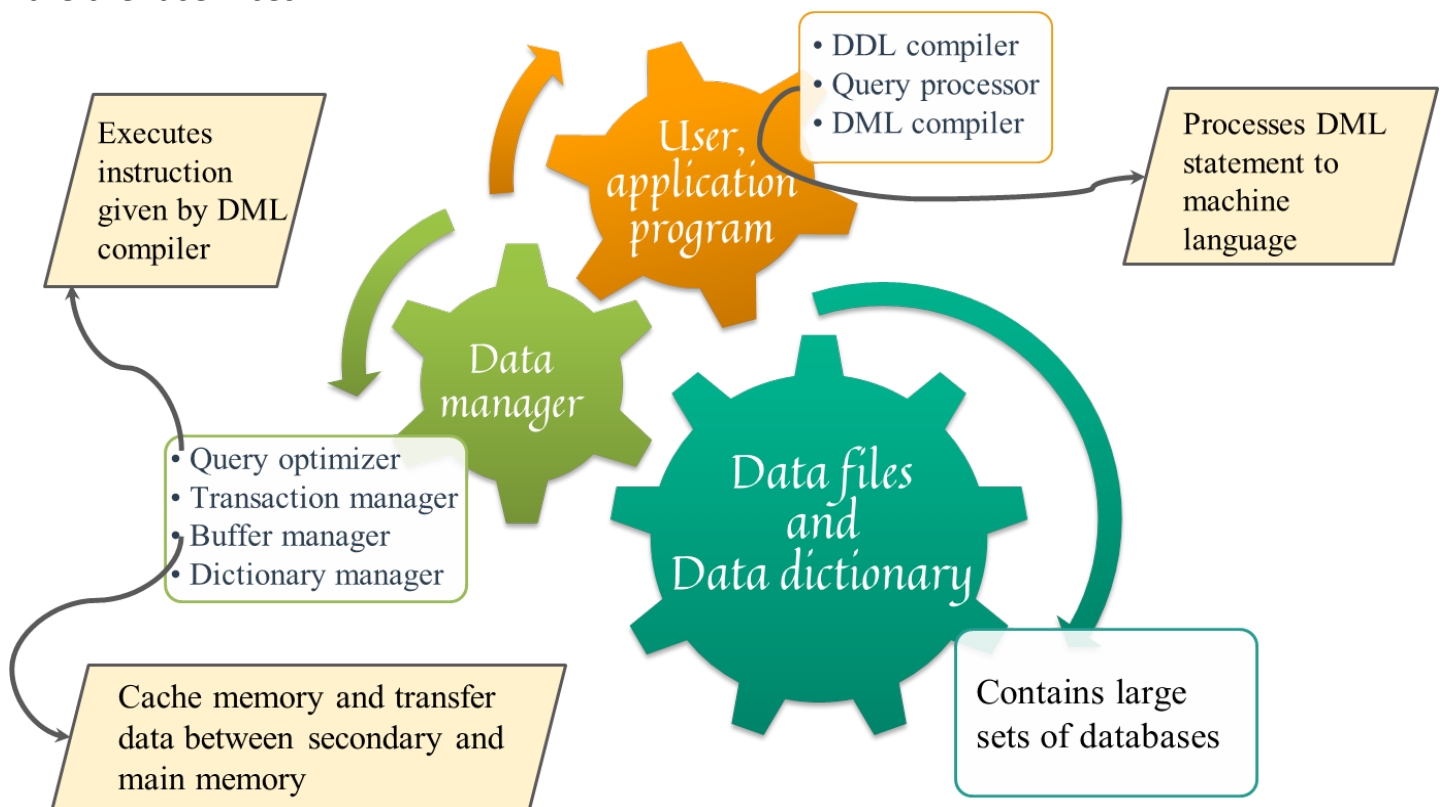 • DDL compiler
• Query processor
• DML compiler
User,
application
program
Processes DML
statement to
machine
language
Executes
instruction
given by DML
compiler
Data
manager
• Query optimizer
• Transaction manager
• Buffer manager
• Dictionary manager
Data files
and
Data dictionary
Cache memory and transfer
data between secondary and
main memory
Contains large
sets of databases